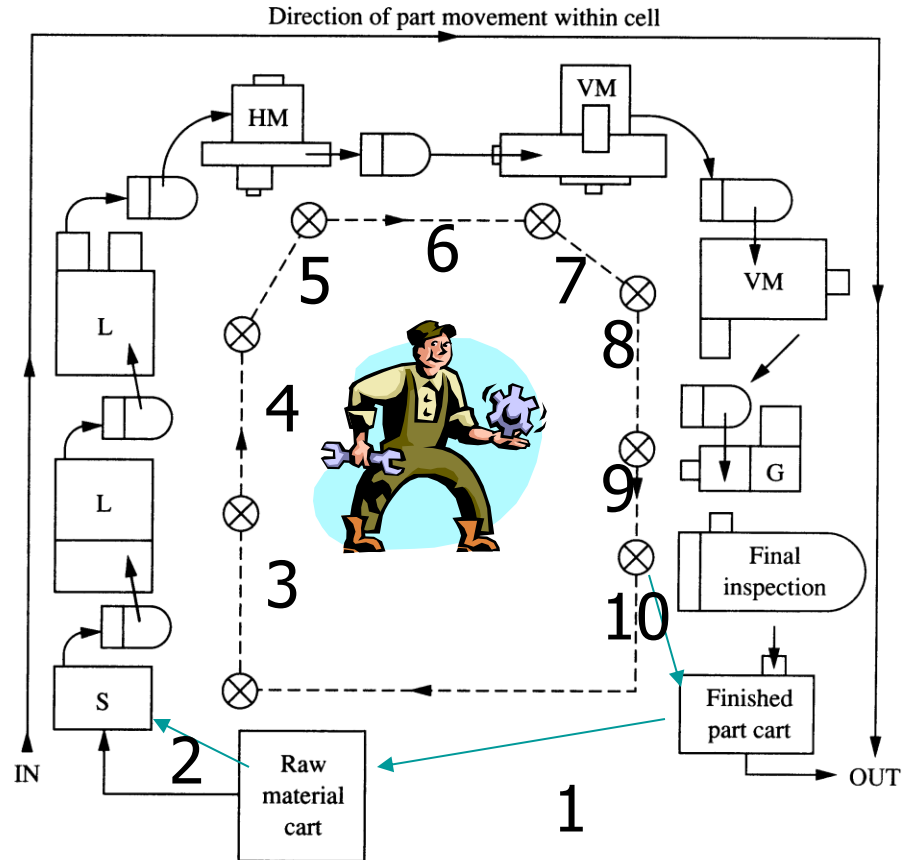 Direction of part movement within cell
HM
VM
L
5
6
7
VM
8
4
L
9
G
3
Final
inspection
10
S
Finished
part cart
2
IN
Raw
material
cart
1
OUT